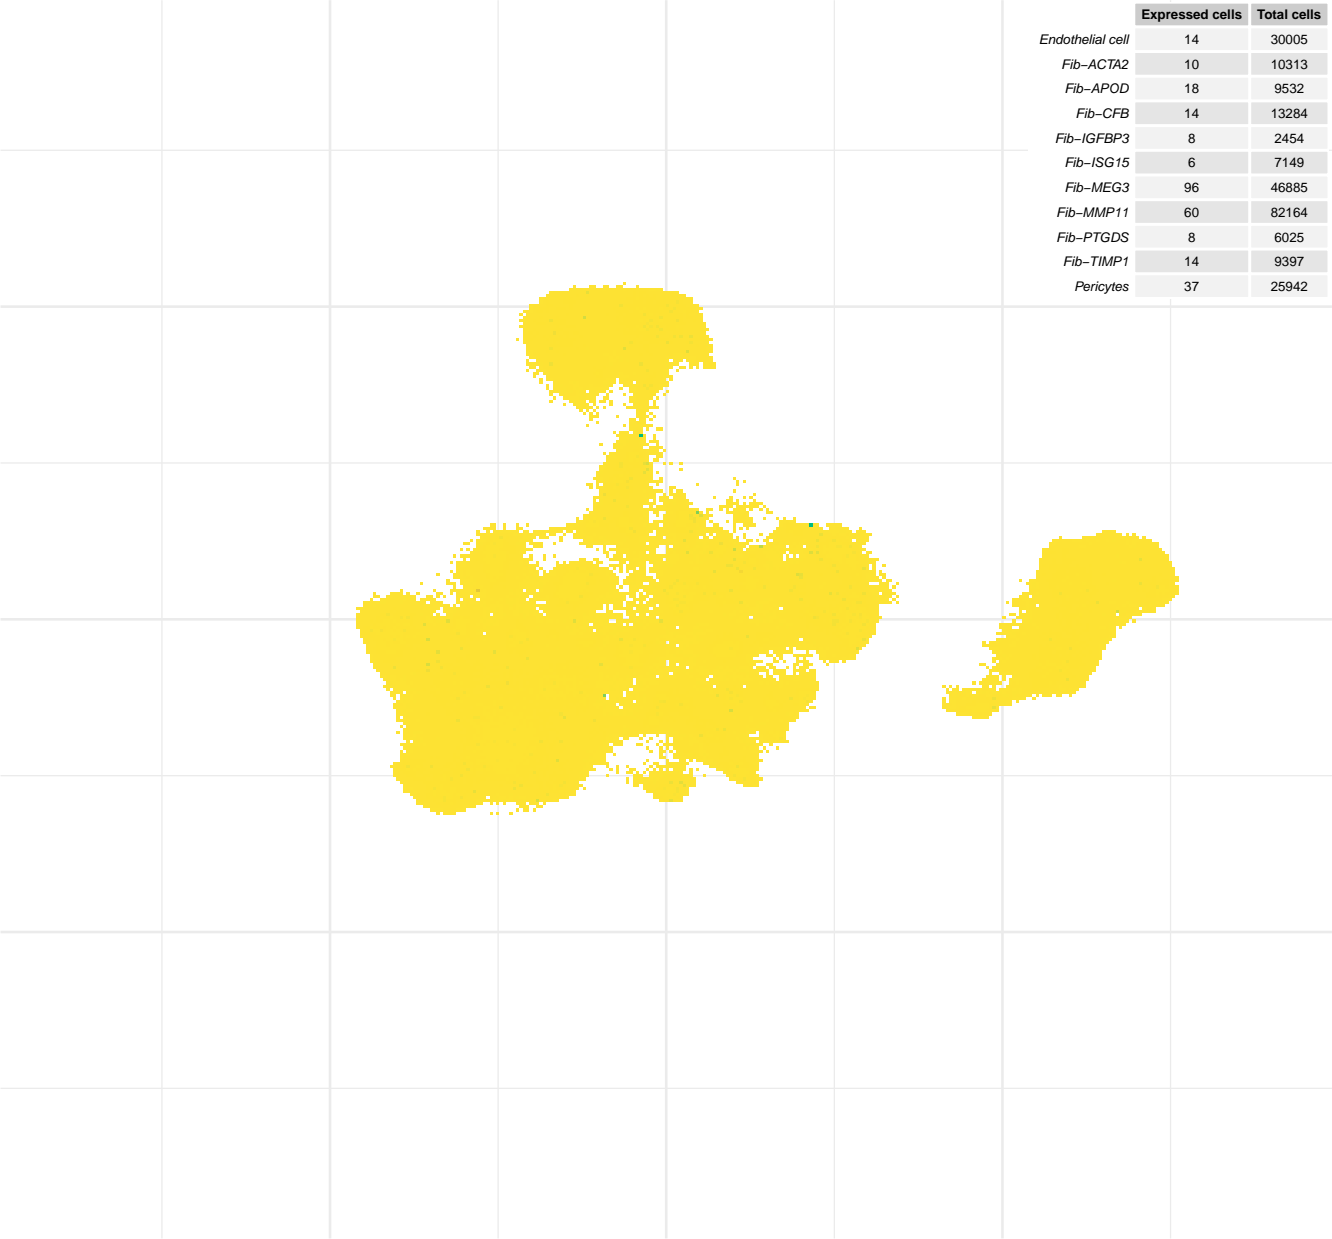 Expressed cells Total cells
Endothelial cell 14 30005
Fib−ACTA2 10 10313
Fib−APOD 18 9532
Fib−CFB 14 13284
Fib−IGFBP3 8 2454
Fib−ISG15 6 7149
Fib−MEG3 96 46885
Fib−MMP11 60 82164
Fib−PTGDS 8 6025
Fib−TIMP1 14 9397
Pericytes 37 25942